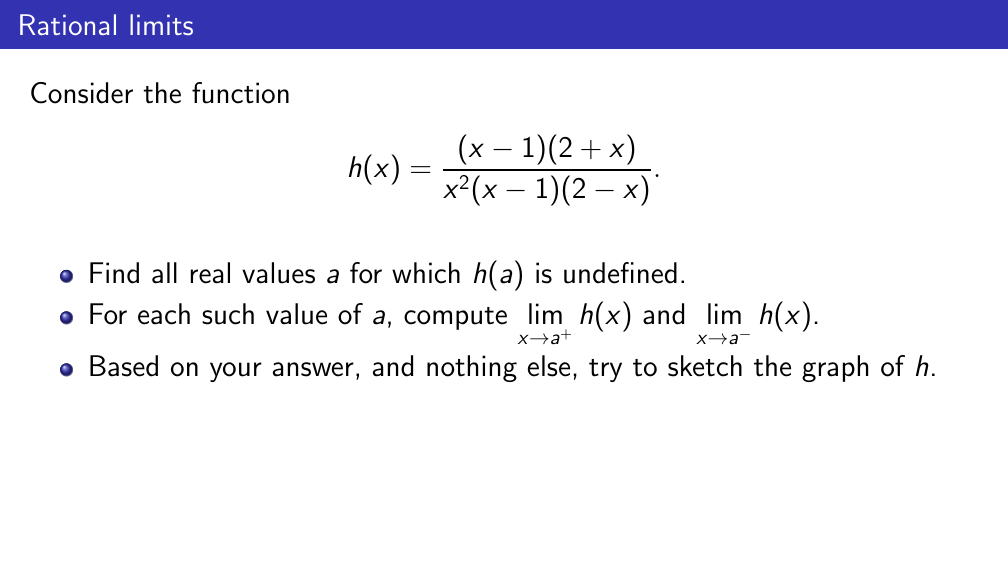 Rational limits
Consider the function
h(x) = (x − 1)(2 + x) / x²(x − 1)(2 − x).
Find all real values a for which h(a) is undefined.
For each such value of a, compute lim x→a⁺ h(x) and lim x→a⁻ h(x).
Based on your answer, and nothing else, try to sketch the graph of h.